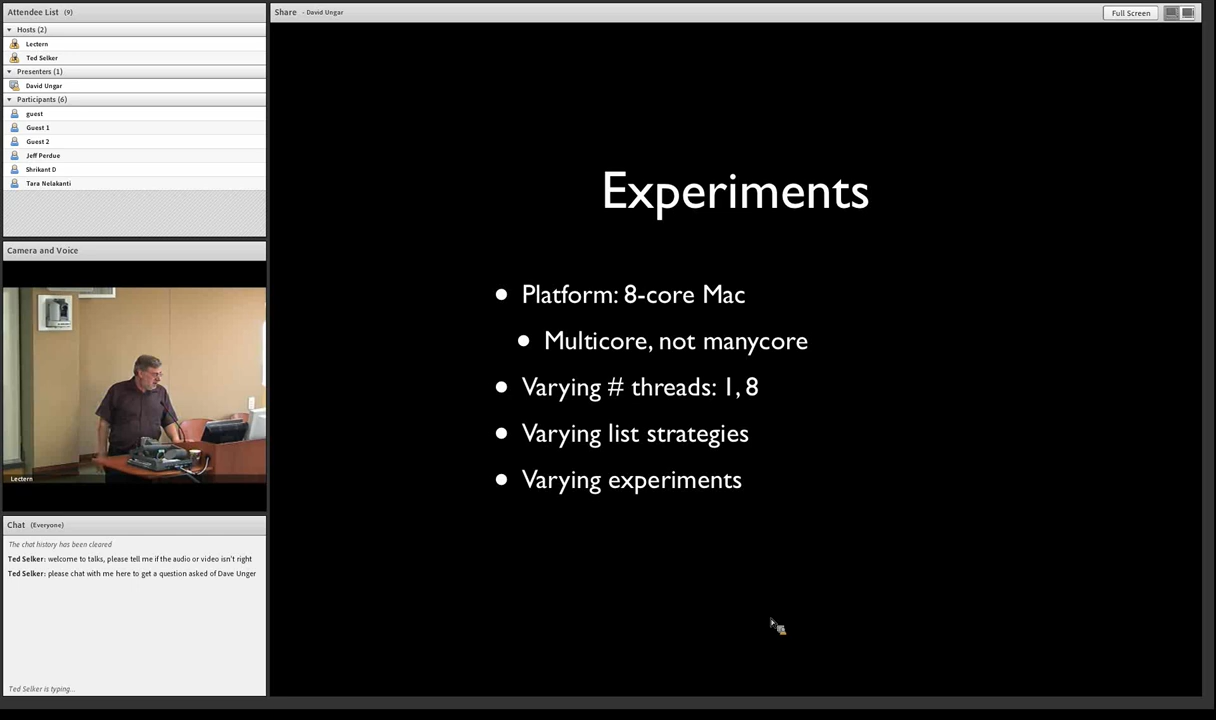 Attendee List (9)
Hosts (2)
Lectern
Ted Selker
Presenters (1)
David Ungar
Participants (6)
guest
Guest 1
Guest 2
Jeff Perdue
Shrikant D
Tara Nelakanti
Camera and Voice
Lectern
Chat (Everyone)
The chat history has been cleared
Ted Selker: welcome to talks, please tell me if the audio or video isn't right
Ted Selker: please chat with me here to get a question asked of Dave Unger
Ted Selker is typing...
Share - David Ungar
Full Screen
Experiments
• Platform: 8-core Mac
• Multicore, not manycore
• Varying # threads: 1, 8
• Varying list strategies
• Varying experiments